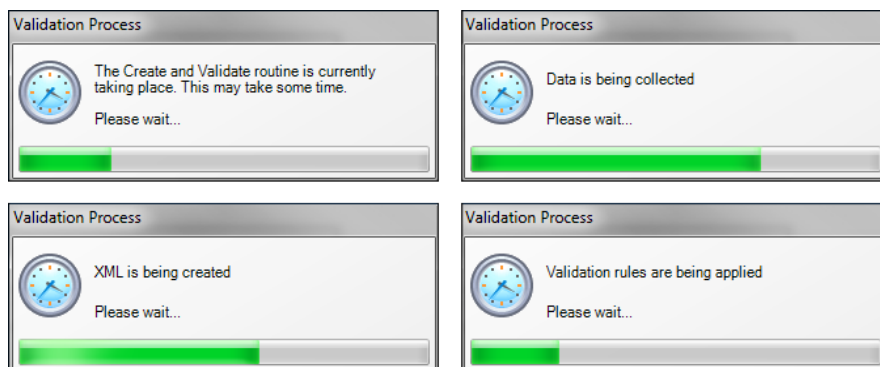 Validation Process
The Create and Validate routine is currently
taking place. This may take some time.
Please wait...
Validation Process
Data is being collected
Please wait...
Validation Process
XML is being created
Please wait...
Validation Process
Validation rules are being applied
Please wait...